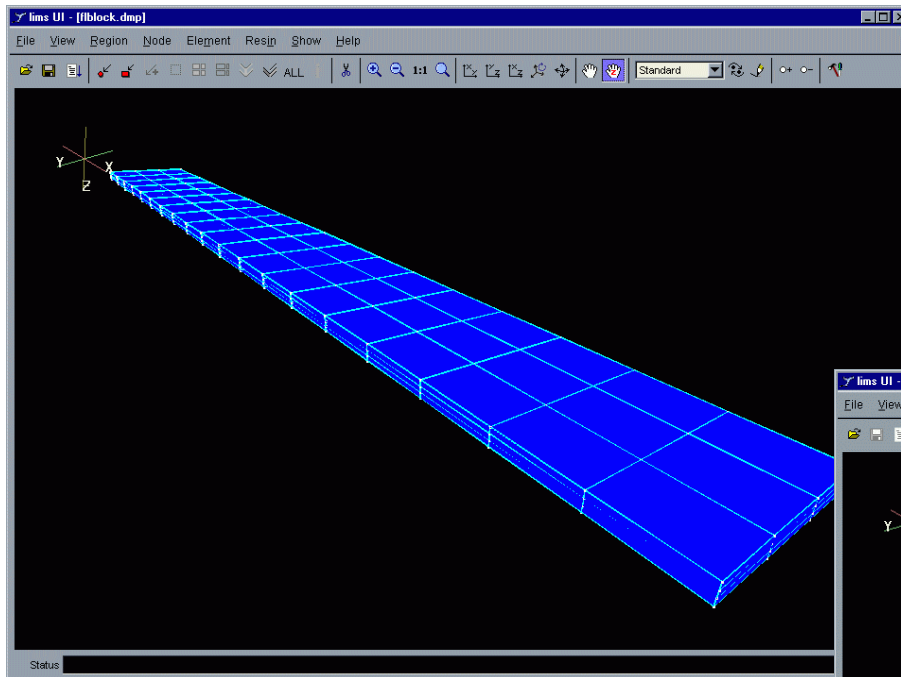 lims UI - [flblock.dmp]
File View Region Node Element Resin Show Help
1:1 ALL Standard
Y X
Z
lims UI -
File View
Y
Status